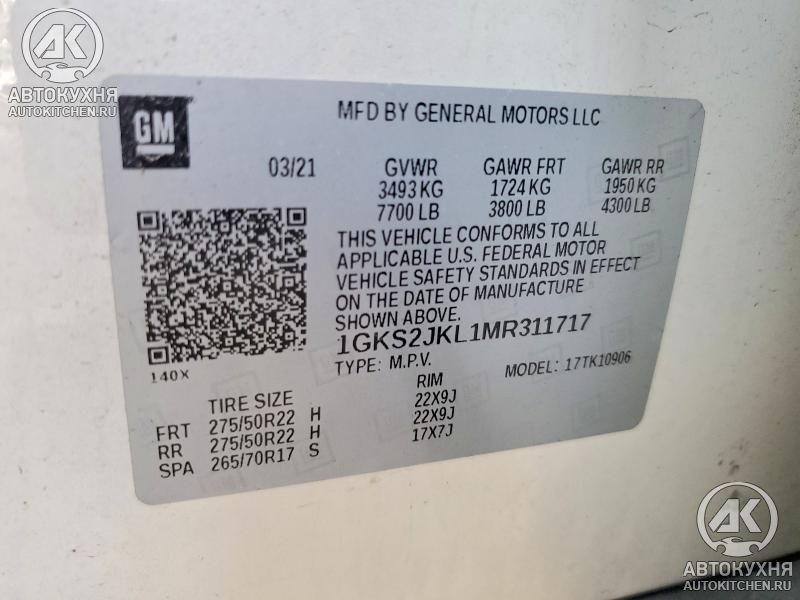 AK
АВТОКУХНЯ
AUTOKITCHEN.RU
GM
MFD BY GENERAL MOTORS LLC
03/21 GVWR GAWR FRT GAWR RR
3493 KG 1724 KG 1950 KG
7700 LB 3800 LB 4300 LB
THIS VEHICLE CONFORMS TO ALL
APPLICABLE U.S. FEDERAL MOTOR
VEHICLE SAFETY STANDARDS IN EFFECT
ON THE DATE OF MANUFACTURE
SHOWN ABOVE.
1GKS2JKL1MR311717
140X TYPE: M.P.V. MODEL: 17TK10906
TIRE SIZE RIM
FRT 275/50R22 H 22X9J
RR 275/50R22 H 22X9J
SPA 265/70R17 S 17X7J
AK
АВТОКУХНЯ
AUTOKITCHEN.RU